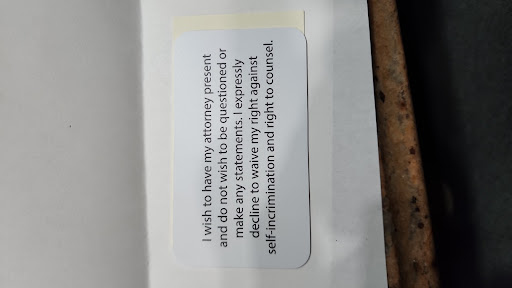 I wish to have my attorney present
and do not wish to be questioned or
make any statements. I expressly
decline to waive my right against
self-incrimination and right to counsel.